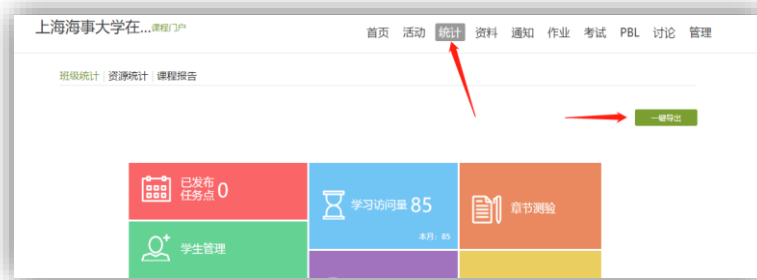 上海海事大学在...课程门户
首页 活动 统计 资料 通知 作业 考试 PBL 讨论 管理
班级统计 资源统计 课程报告
一键导出
已发布
任务点 0
学习访问量 85
本月：85
章节测验
学生管理